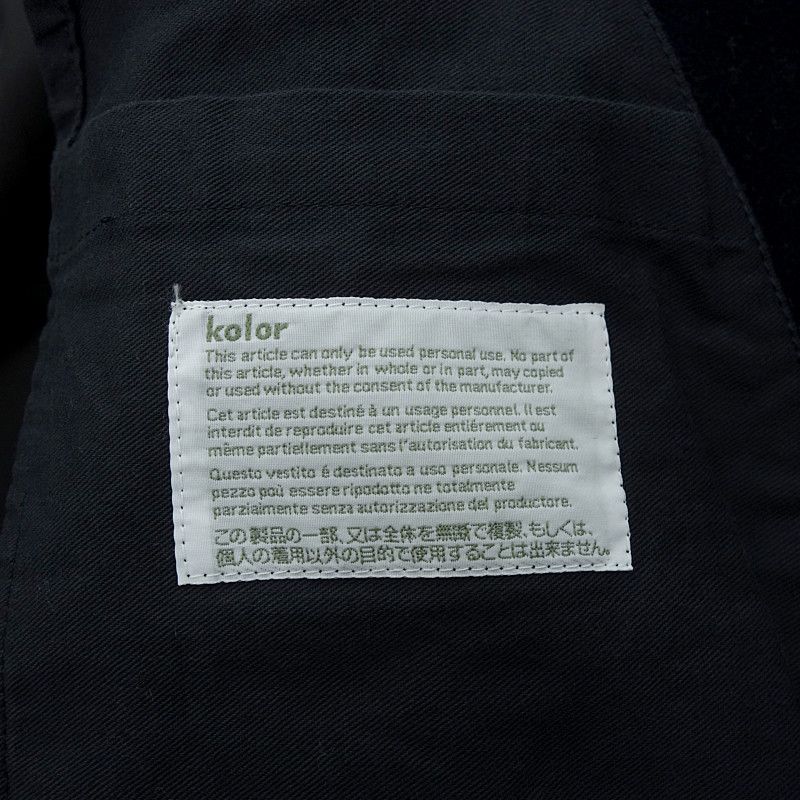 kolor
This article can only be used personal use. No part of
this article, whether in whole or in part, may copied
or used without the consent of the manufacturer.
Cet article est destiné à un usage personnel. Il est
interdit de reproduire cet article entiérement ou
même partiellement sans l'autorisation du fabricant.
Questo vestito é destinato a uso personale. Nessum
pezzo poú essere ripodotto ne totalmente
parzialmente senza autorizzazione del productore.
この製品の一部、又は全体を無断で複製、もしくは、
個人の着用以外の目的で使用することは出来ません。